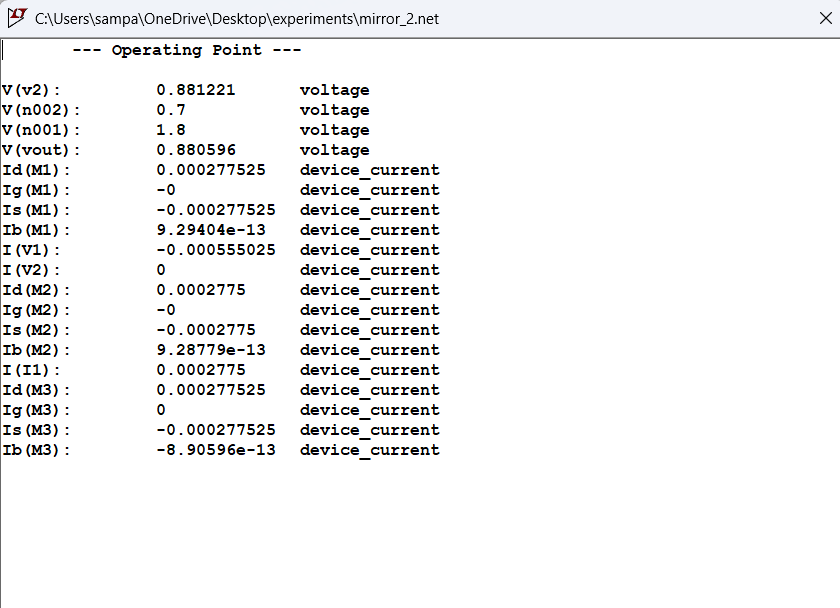 C:\Users\sampa\OneDrive\Desktop\experiments\mirror_2.net
--- Operating Point ---
V(v2): 0.881221 voltage
V(n002): 0.7 voltage
V(n001): 1.8 voltage
V(vout): 0.880596 voltage
Id(M1): 0.000277525 device_current
Ig(M1): -0 device_current
Is(M1): -0.000277525 device_current
Ib(M1): 9.29404e-13 device_current
I(V1): -0.000555025 device_current
I(V2): 0 device_current
Id(M2): 0.0002775 device_current
Ig(M2): -0 device_current
Is(M2): -0.0002775 device_current
Ib(M2): 9.28779e-13 device_current
I(I1): 0.0002775 device_current
Id(M3): 0.000277525 device_current
Ig(M3): 0 device_current
Is(M3): -0.000277525 device_current
Ib(M3): -8.90596e-13 device_current